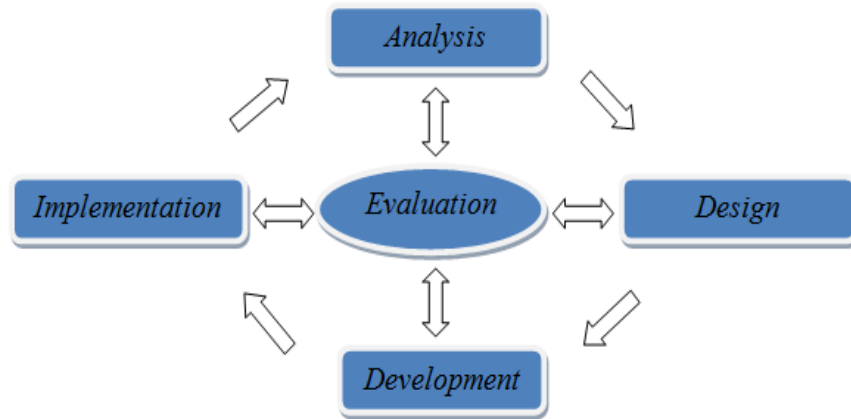 Analysis
Implementation
Evaluation
Design
Development